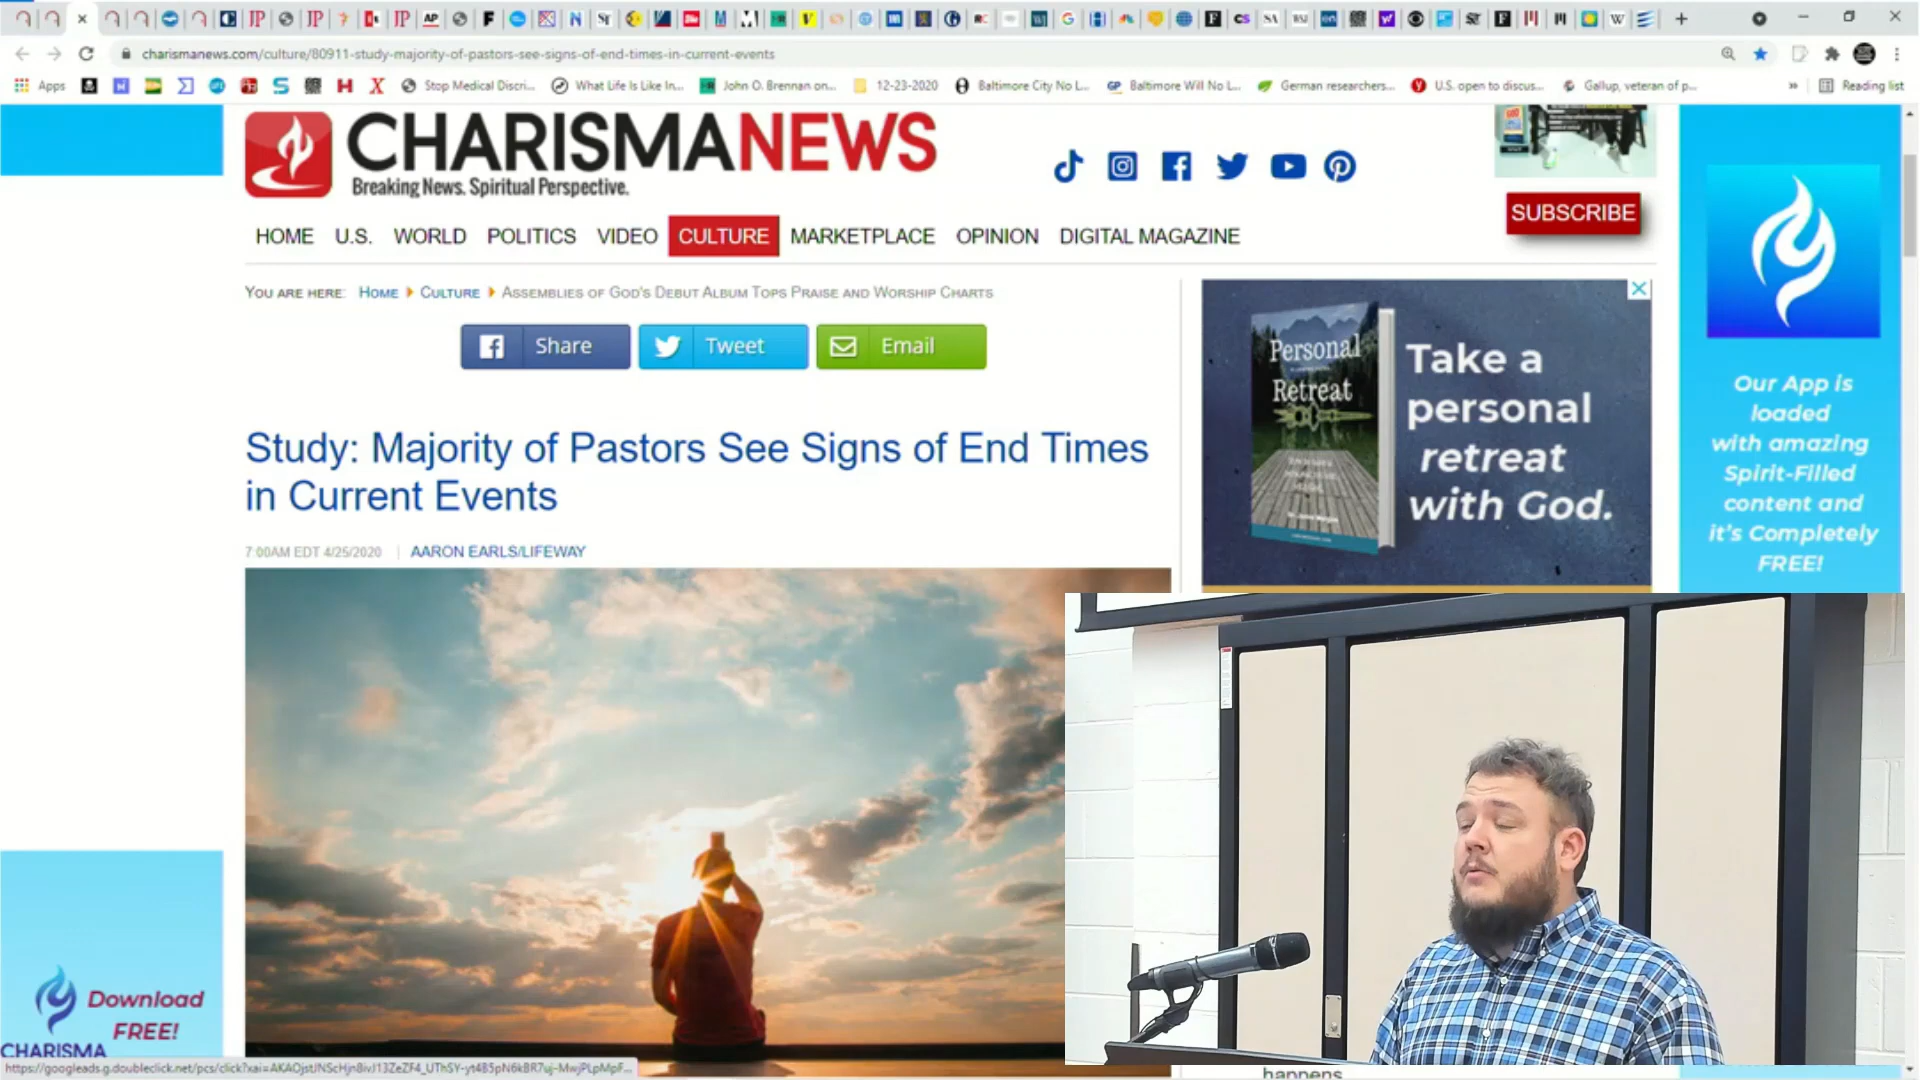 charismanews.com/culture/80911-study-majority-of-pastors-see-signs-of-end-times-in-current-events
Apps
Stop Medical Discri...
What Life Is Like In...
John O. Brennan on...
12-23-2020
Baltimore City No L...
Baltimore Will No L...
German researchers...
U.S. open to discus...
Gallup, veteran of p...
Reading list
CHARISMANEWS
Breaking News. Spiritual Perspective.
SUBSCRIBE
HOME U.S. WORLD POLITICS VIDEO CULTURE MARKETPLACE OPINION DIGITAL MAGAZINE
YOU ARE HERE: HOME CULTURE ASSEMBLIES OF GOD'S DEBUT ALBUM TOPS PRAISE AND WORSHIP CHARTS
Share
Tweet
Email
Study: Majority of Pastors See Signs of End Times
in Current Events
7:00AM EDT 4/25/2020 | AARON EARLS/LIFEWAY
Personal
Retreat
Take a
personal
retreat
with God.
Our App is
loaded
with amazing
Spirit-Filled
content and
it's Completely
FREE!
Download
FREE!
CHARISMA
happens